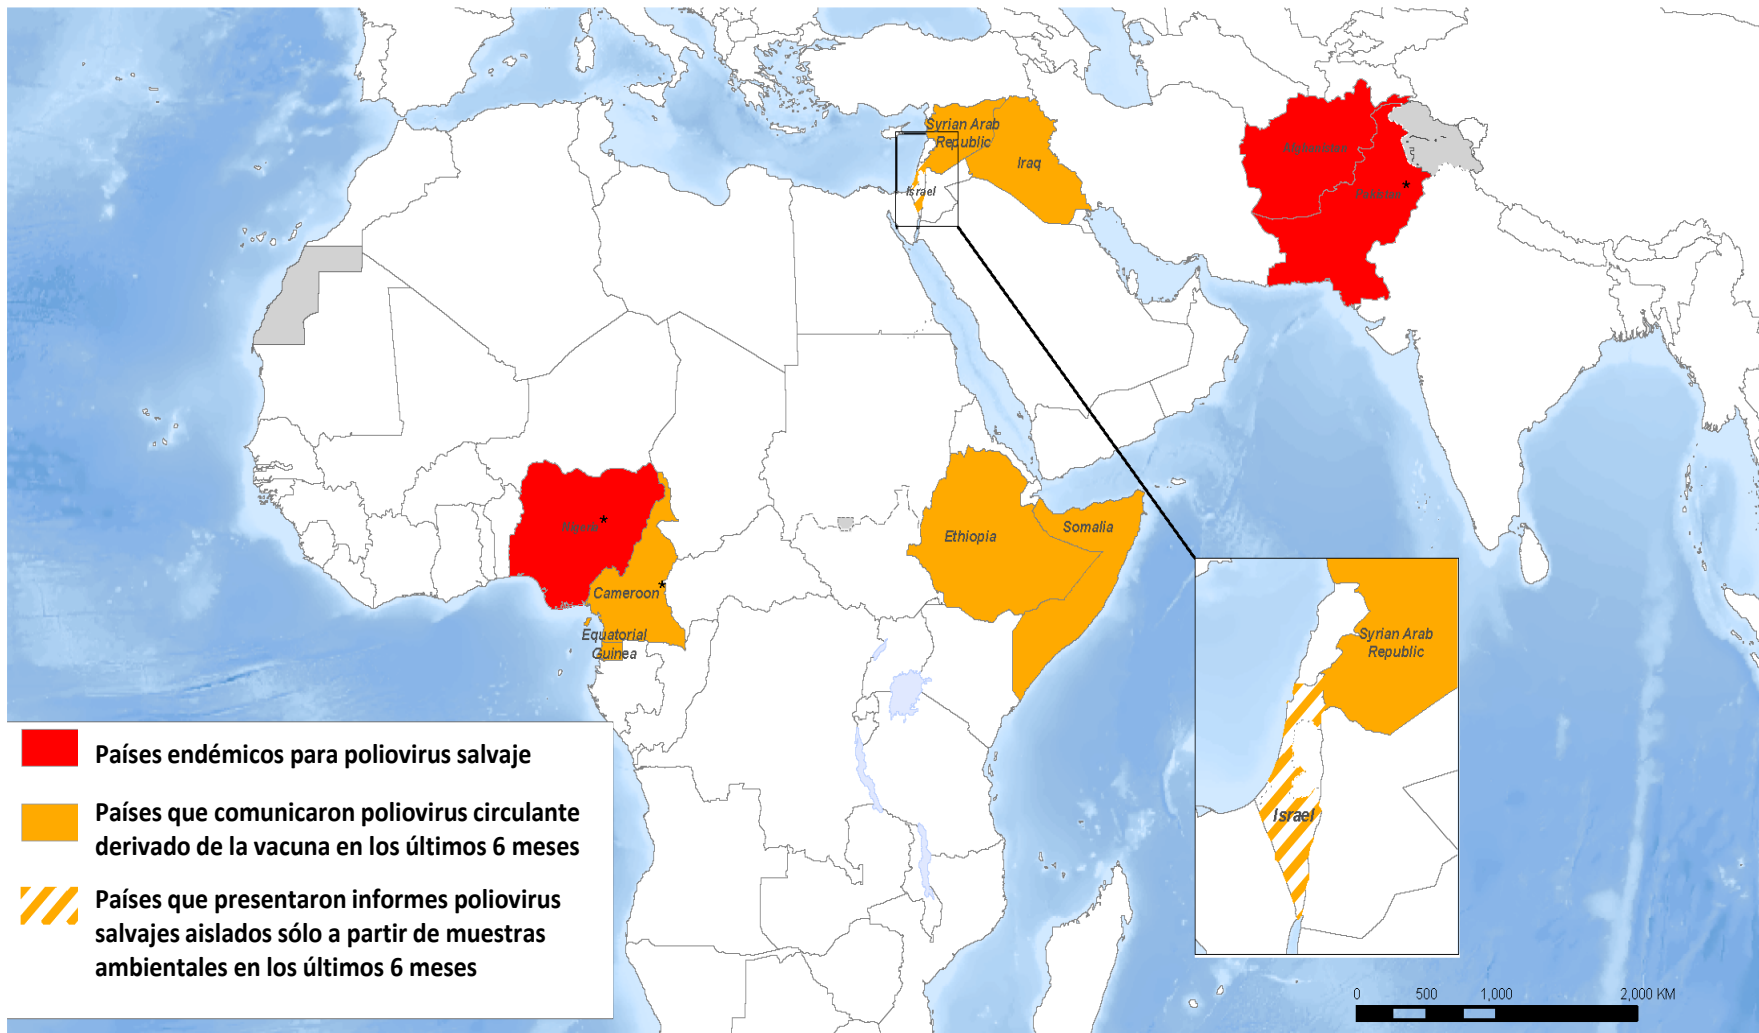 Syrian Arab
Republic
Iraq
Israel
Afghanistan
Pakistan *
Nigeria *
Cameroon *
Equatorial
Guinea
Ethiopia
Somalia
Syrian Arab
Republic
Israel
Países endémicos para poliovirus salvaje
Países que comunicaron poliovirus circulante
derivado de la vacuna en los últimos 6 meses
Países que presentaron informes poliovirus
salvajes aislados sólo a partir de muestras
ambientales en los últimos 6 meses
0 500 1,000 2,000 KM